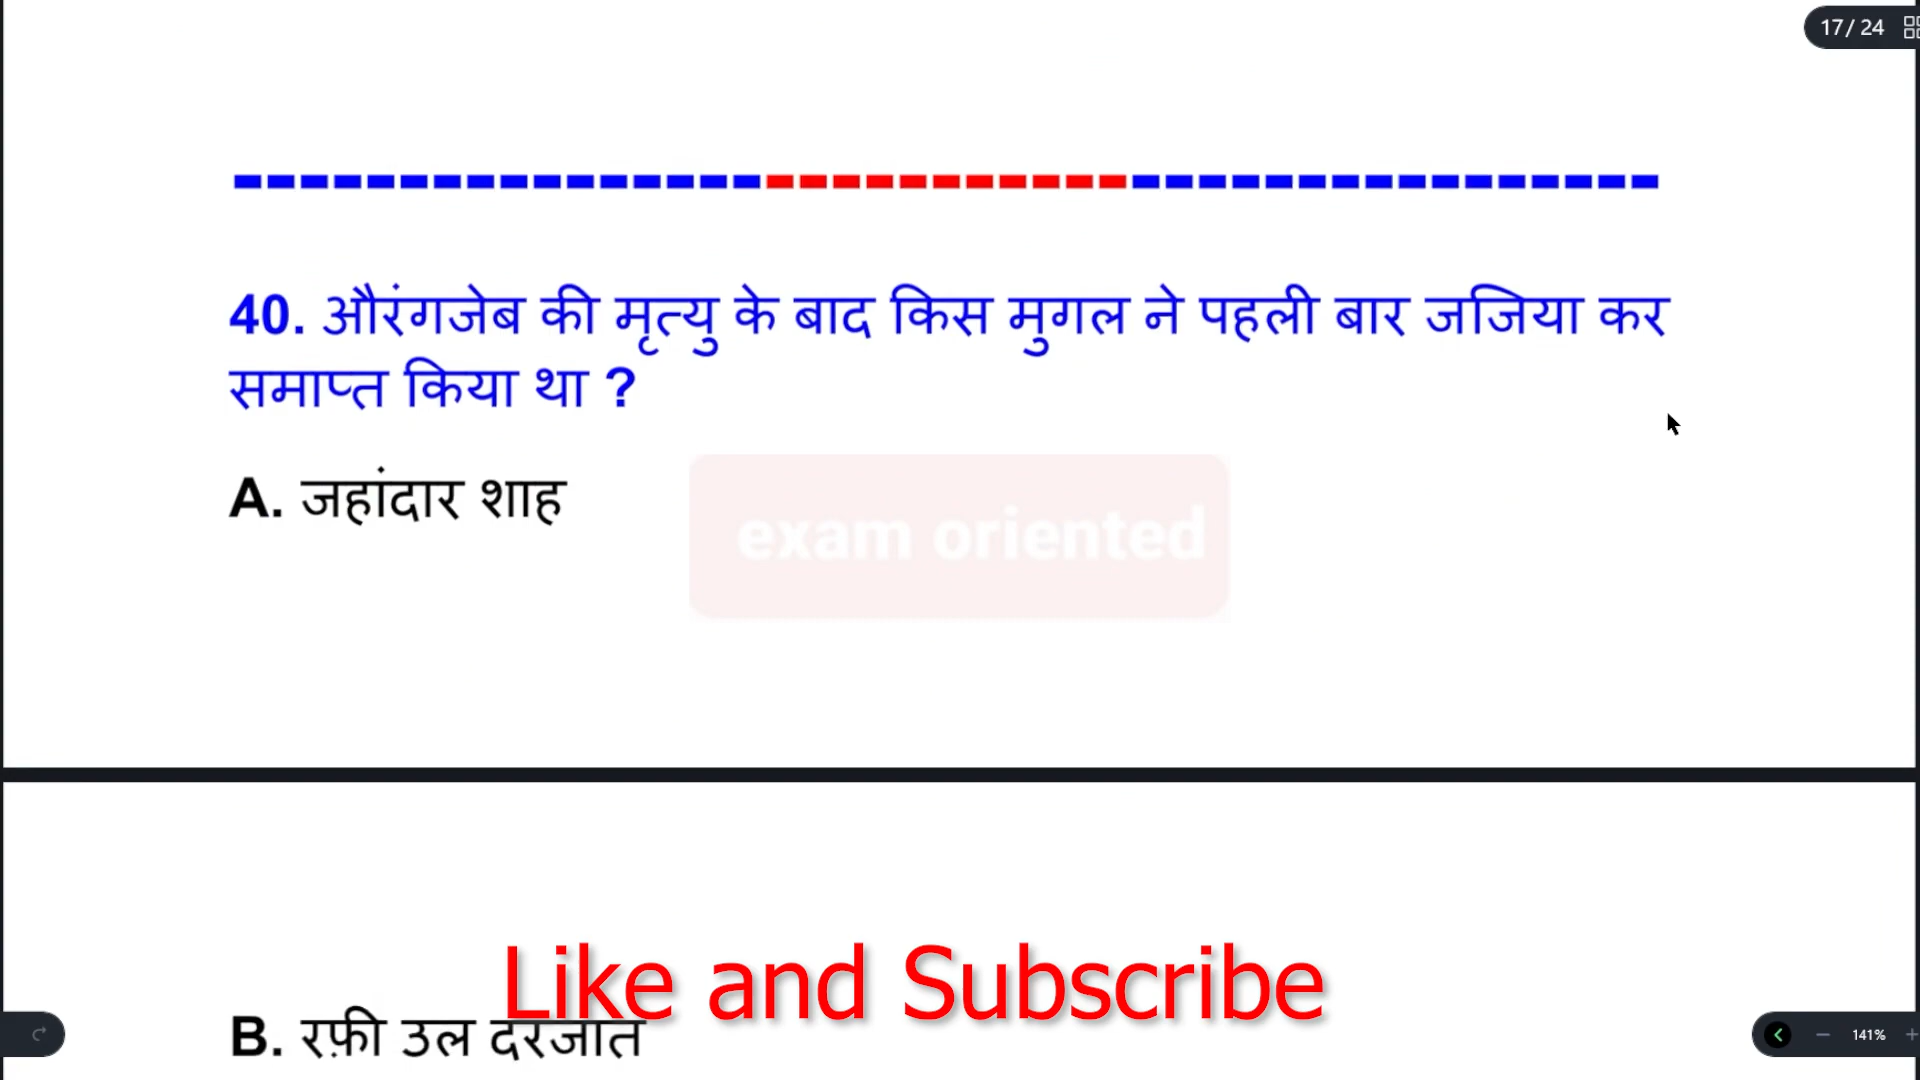 17/ 24
40. औरंगजेब की मृत्यु के बाद किस मुगल ने पहली बार जजिया कर
समाप्त किया था ?
A. जहांदार शाह
exam oriented
Like and Subscribe
B. रफ़ी उल दरजात
141%